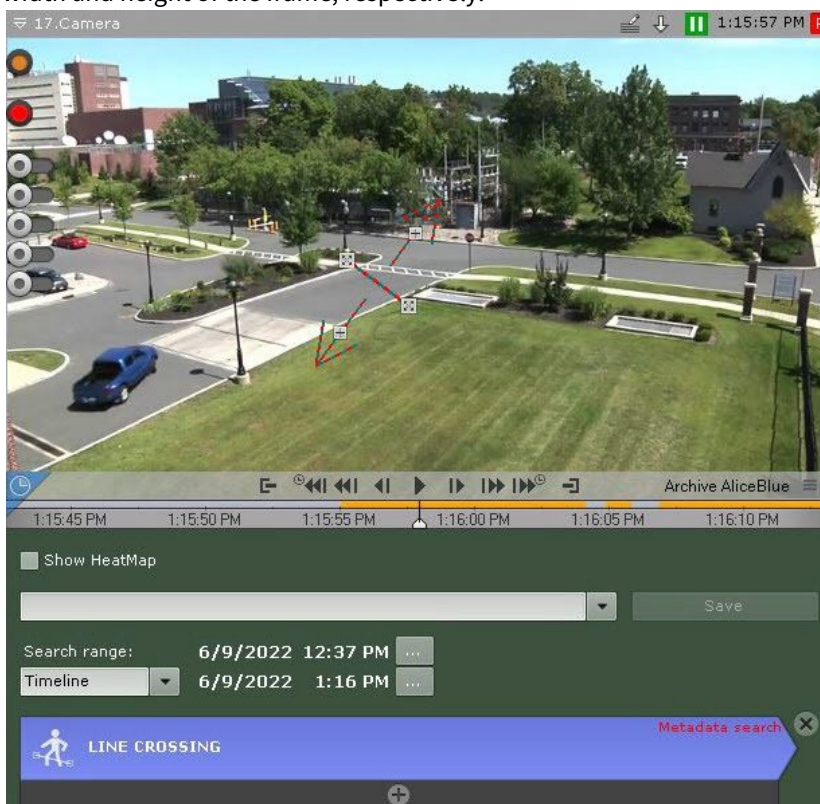 width and height of the frame, respectively.
17.Camera
1:15:57 PM
Archive AliceBlue
1:15:45 PM 1:15:50 PM 1:15:55 PM 1:16:00 PM 1:16:05 PM 1:16:10 PM
Show HeatMap
Save
Search range: 6/9/2022 12:37 PM ...
Timeline 6/9/2022 1:16 PM ...
Metadata search
LINE CROSSING